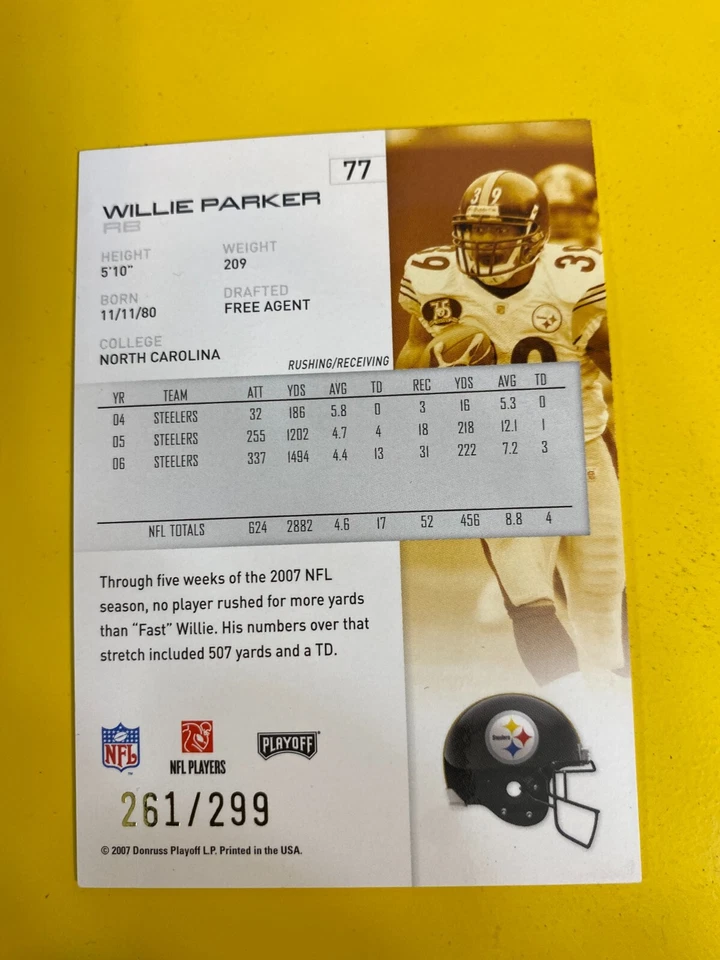 77
WILLIE PARKER
RB
HEIGHT WEIGHT
5'10" 209
BORN DRAFTED
11/11/80 FREE AGENT
COLLEGE
NORTH CAROLINA
RUSHING/RECEIVING
YR TEAM ATT YDS AVG TD REC YDS AVG TD
04 STEELERS 32 186 5.8 0 3 16 5.3 0
05 STEELERS 255 1202 4.7 4 18 218 12.1 1
06 STEELERS 337 1494 4.4 13 31 222 7.2 3
NFL TOTALS 624 2882 4.6 17 52 456 8.8 4
Through five weeks of the 2007 NFL
season, no player rushed for more yards
than "Fast" Willie. His numbers over that
stretch included 507 yards and a TD.
NFL
NFL PLAYERS
PLAYOFF
261/299
© 2007 Donruss Playoff L.P. Printed in the USA.
39
39
Steelers